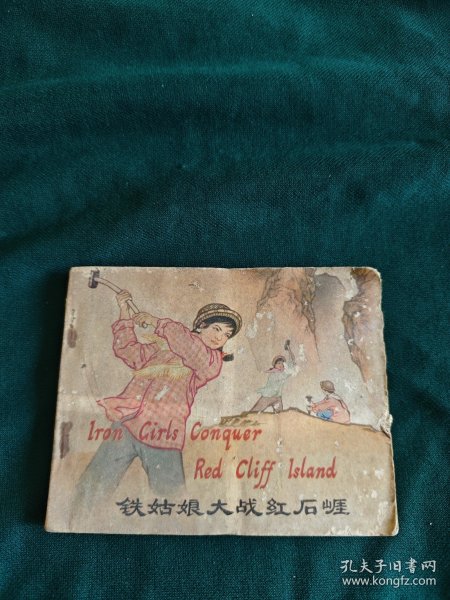 Iron Girls Conquer
Red Cliff Island
铁姑娘大战红石崕
孔夫子旧书网
www.kongfz.com